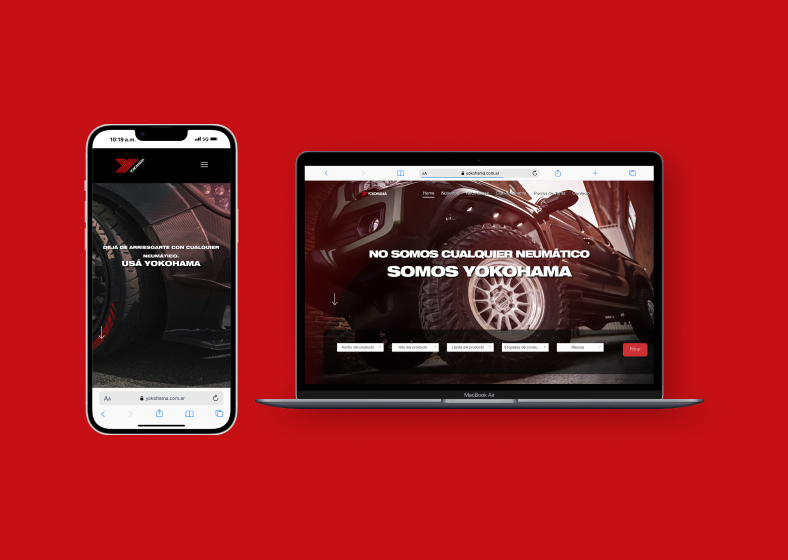 10:19 a.m.
5G
YOKOHAMA
DEJÁ DE ARRIESGARTE CON CUALQUIER
NEUMÁTICO.
USÁ YOKOHAMA
AA
yokohama.com.ar
AA
yokohama.com.ar
YOKOHAMA
Home
NO SOMOS CUALQUIER NEUMÁTICO
SOMOS YOKOHAMA
Ancho del producto
Alto del producto
Llanta del producto
Etiquetas del produ...
Marcas
Filtrar
MacBook Air